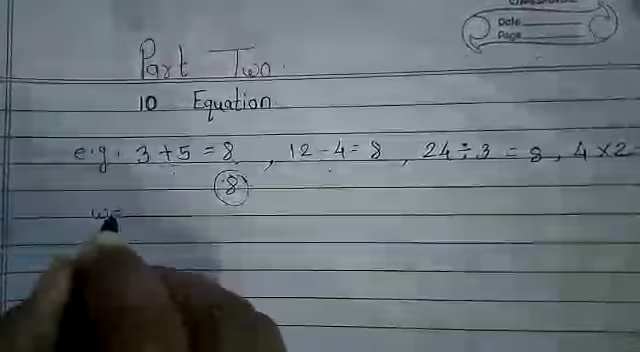 Date
Page
Part Two.
10 Equation
e.g. 3 + 5 = 8 , 12 - 4 = 8 , 24 ÷ 3 = 8 , 4 × 2
8